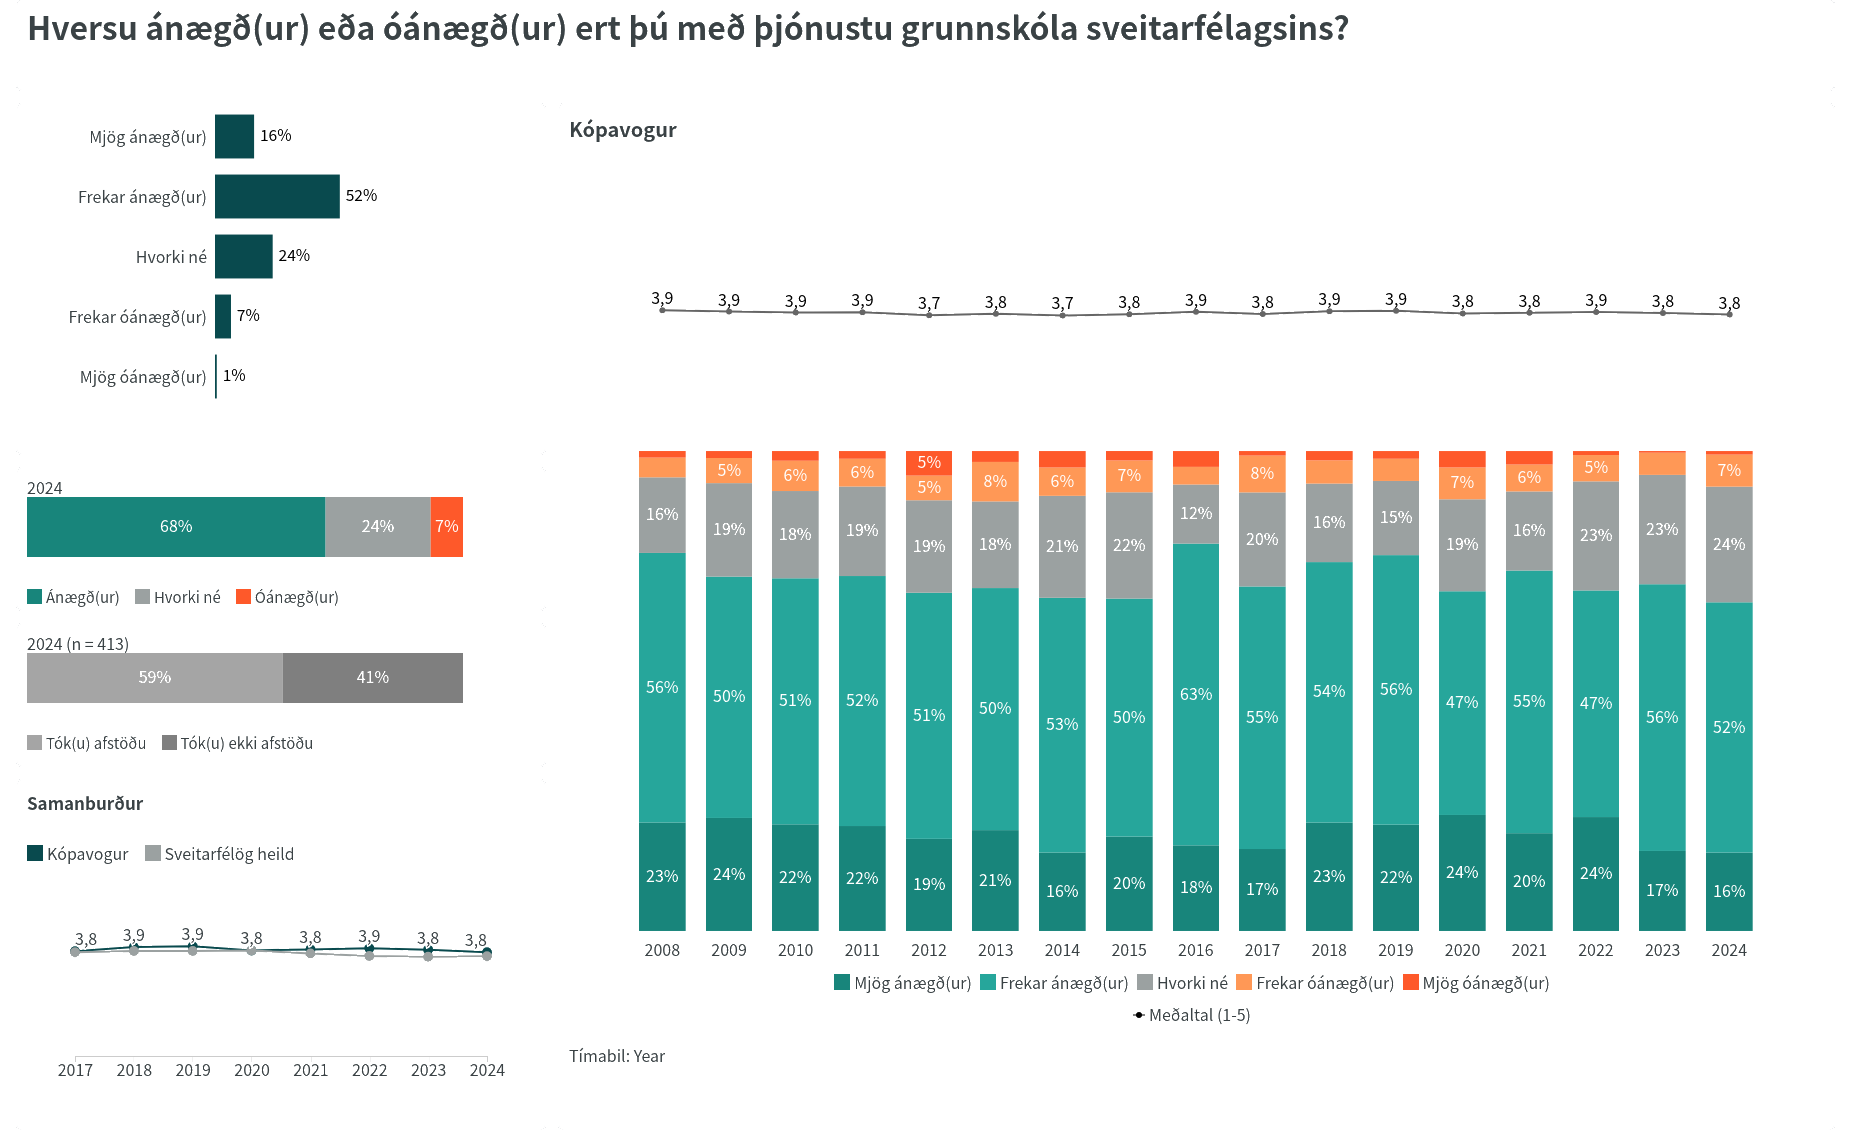 Hversu ánægð(ur) eða óánægð(ur) ert þú með þjónustu grunnskóla sveitarfélagsins?
Mjög ánægð(ur) 16%
Frekar ánægð(ur) 52%
Hvorki né 24%
Frekar óánægð(ur) 7%
Mjög óánægð(ur) 1%
2024
68% 24% 7%
Ánægð(ur) Hvorki né Óánægð(ur)
2024 (n = 413)
59% 41%
Tók(u) afstöðu Tók(u) ekki afstöðu
Samanburður
Kópavogur Sveitarfélög heild
3,8 3,9 3,9 3,8 3,8 3,9 3,8 3,8
2017 2018 2019 2020 2021 2022 2023 2024
Kópavogur
3,9 3,9 3,9 3,9 3,7 3,8 3,7 3,8 3,9 3,8 3,9 3,9 3,8 3,8 3,9 3,8 3,8
5%
5% 6% 6% 5% 8% 6% 7% 8% 7% 6% 5% 7%
16% 19% 18% 19% 19% 18% 21% 22% 12% 20% 16% 15% 19% 16% 23% 23% 24%
56% 50% 51% 52% 51% 50% 53% 50% 63% 55% 54% 56% 47% 55% 47% 56% 52%
23% 24% 22% 22% 19% 21% 16% 20% 18% 17% 23% 22% 24% 20% 24% 17% 16%
2008 2009 2010 2011 2012 2013 2014 2015 2016 2017 2018 2019 2020 2021 2022 2023 2024
Mjög ánægð(ur) Frekar ánægð(ur) Hvorki né Frekar óánægð(ur) Mjög óánægð(ur)
Meðaltal (1-5)
Tímabil: Year